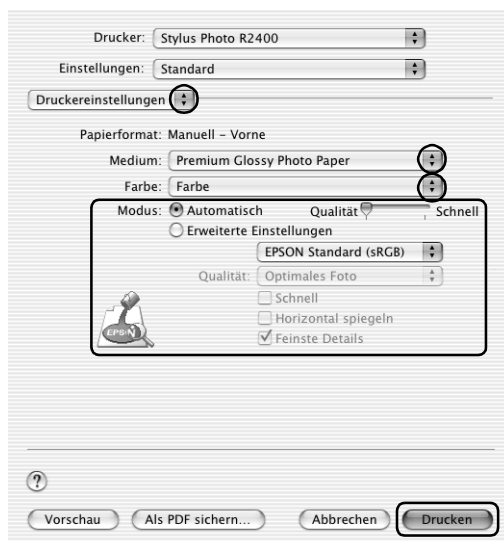 Drucker: Stylus Photo R2400
Einstellungen: Standard
Druckereinstellungen
Papierformat: Manuell – Vorne
Medium: Premium Glossy Photo Paper
Farbe: Farbe
Modus: Automatisch Qualität Schnell
Erweiterte Einstellungen
EPSON Standard (sRGB)
Qualität: Optimales Foto
Schnell
Horizontal spiegeln
EPSON Feinste Details
?
Vorschau Als PDF sichern... Abbrechen Drucken